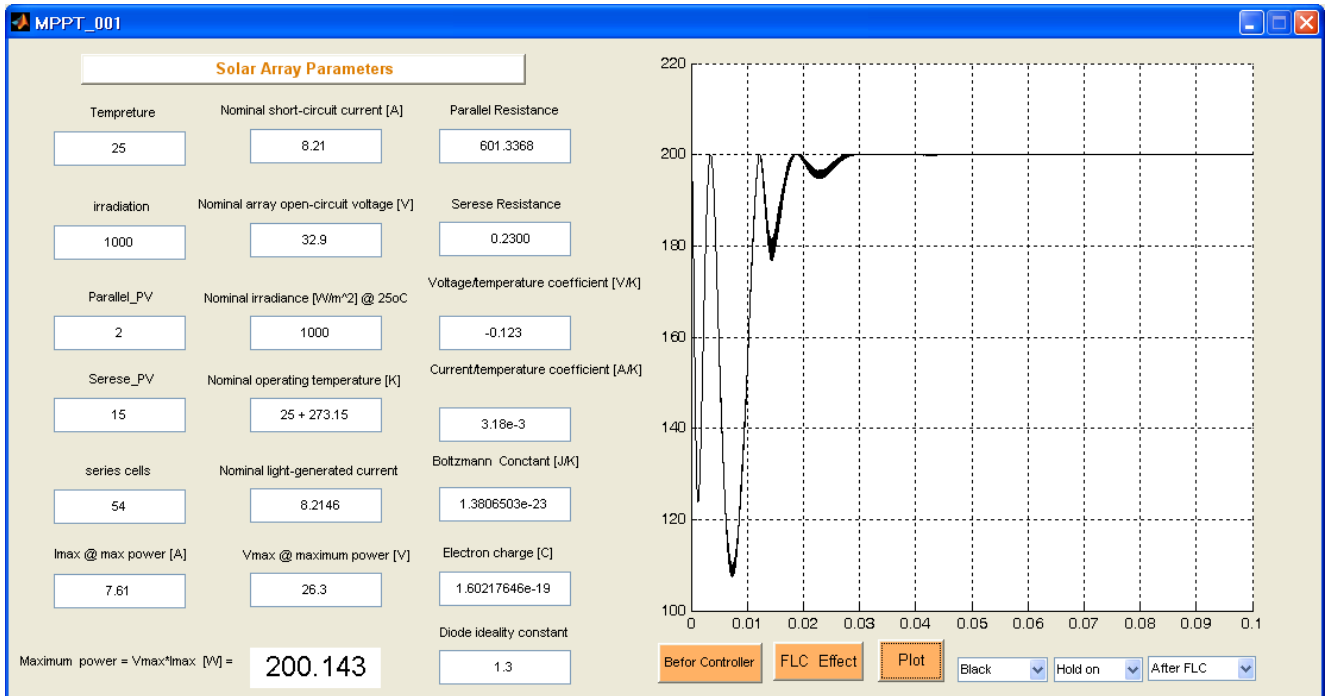 MPPT_001
Solar Array Parameters
Tempreture
25
Nominal short-circuit current [A]
8.21
Parallel Resistance
601.3368
irradiation
1000
Nominal array open-circuit voltage [V]
32.9
Serese Resistance
0.2300
Parallel_PV
2
Nominal irradiance [W/m^2] @ 25oC
1000
Voltage/temperature coefficient [V/K]
-0.123
Serese_PV
15
Nominal operating temperature [K]
25 + 273.15
Current/temperature coefficient [A/K]
3.18e-3
series cells
54
Nominal light-generated current
8.2146
Boltzmann Conctant [J/K]
1.3806503e-23
Imax @ max power [A]
7.61
Vmax @ maximum power [V]
26.3
Electron charge [C]
1.60217646e-19
Diode ideality constant
1.3
Maximum power = Vmax*Imax [W] =
200.143
220
200
180
160
140
120
100
0 0.01 0.02 0.03 0.04 0.05 0.06 0.07 0.08 0.09 0.1
Befor Controller
FLC Effect
Plot
Black
Hold on
After FLC